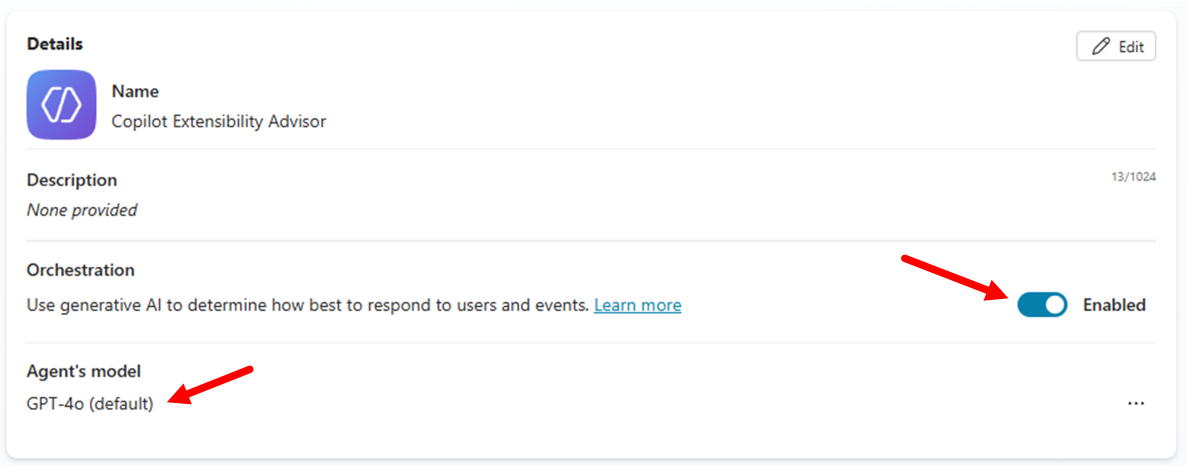 Details
Edit
Name
Copilot Extensibility Advisor
Description
13/1024
None provided
Orchestration
Use generative AI to determine how best to respond to users and events. Learn more
Enabled
Agent's model
GPT-4o (default)
...